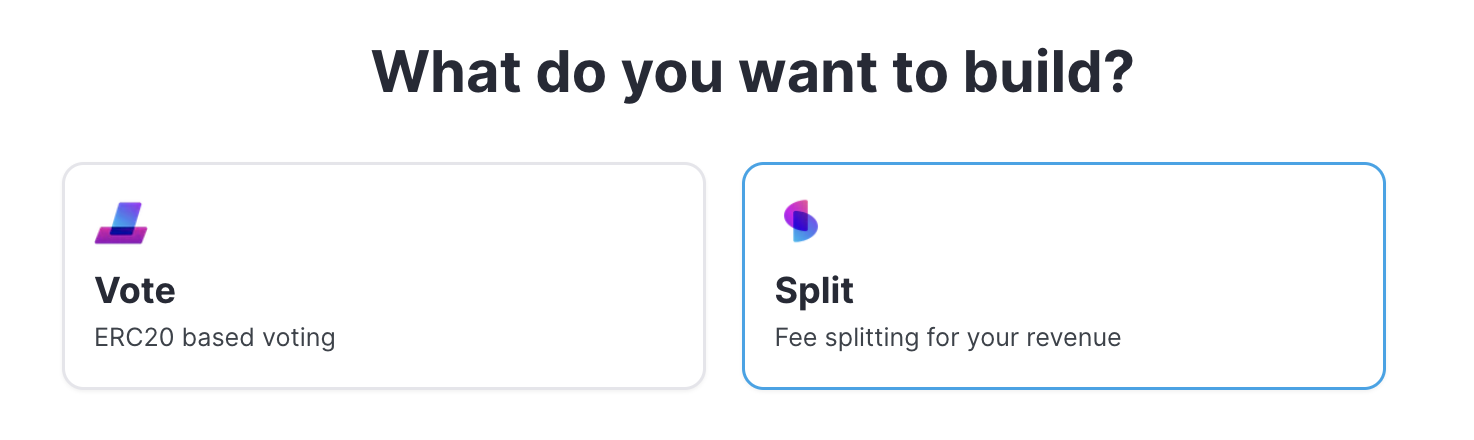 What do you want to build?
Vote
ERC20 based voting
Split
Fee splitting for your revenue